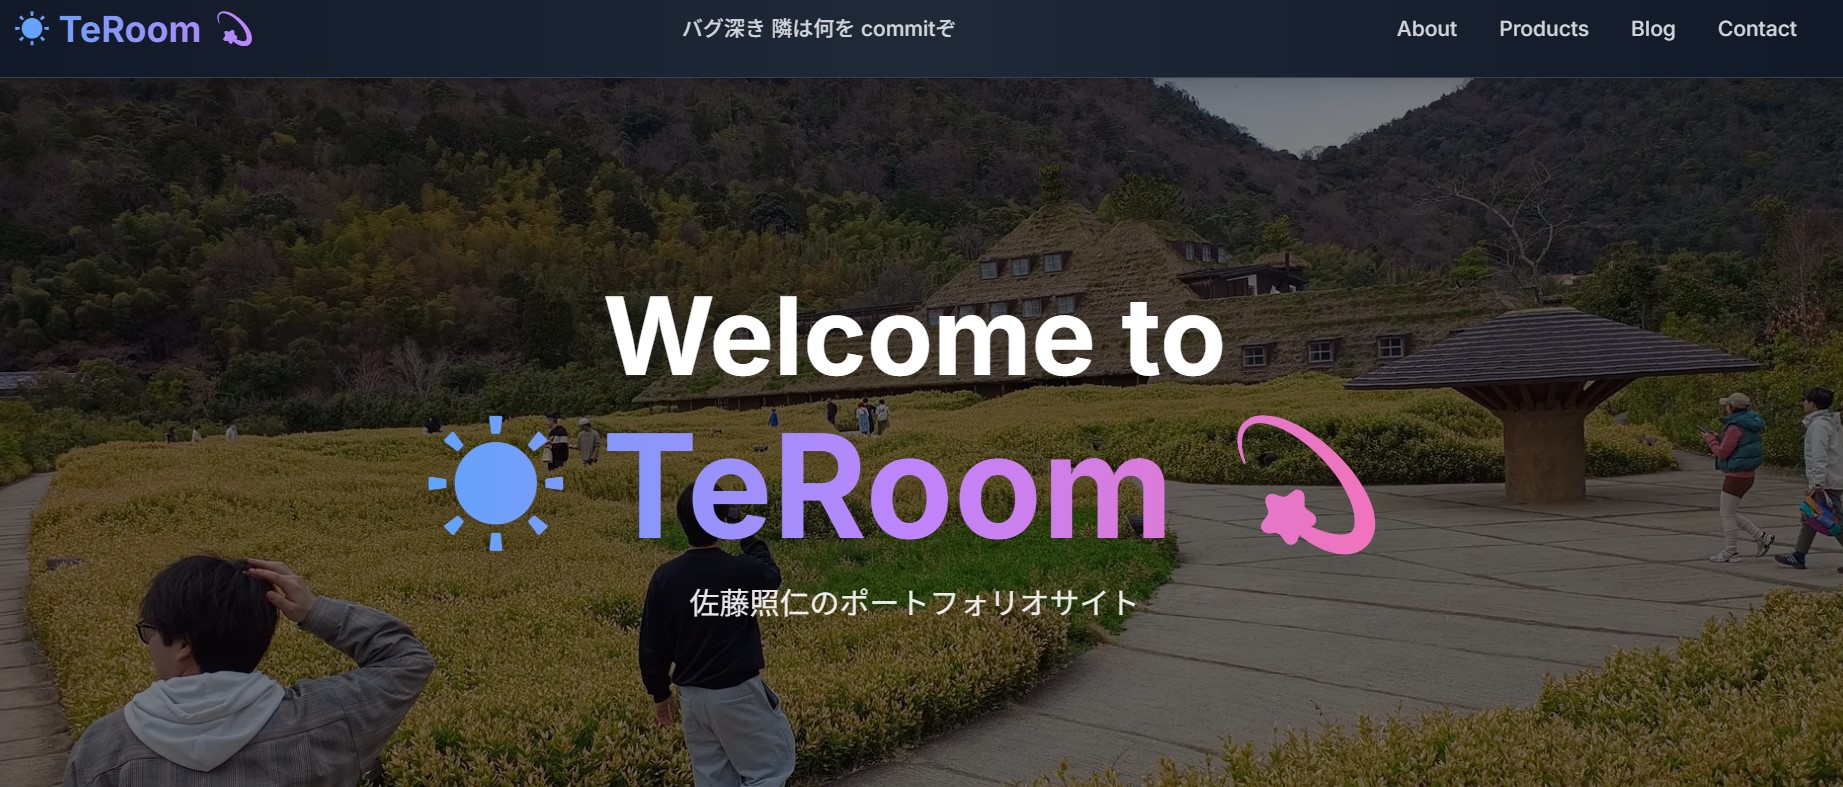 TeRoom
バグ深き 隣は何を commitぞ
About
Products
Blog
Contact
Welcome to
TeRoom
佐藤照仁のポートフォリオサイト